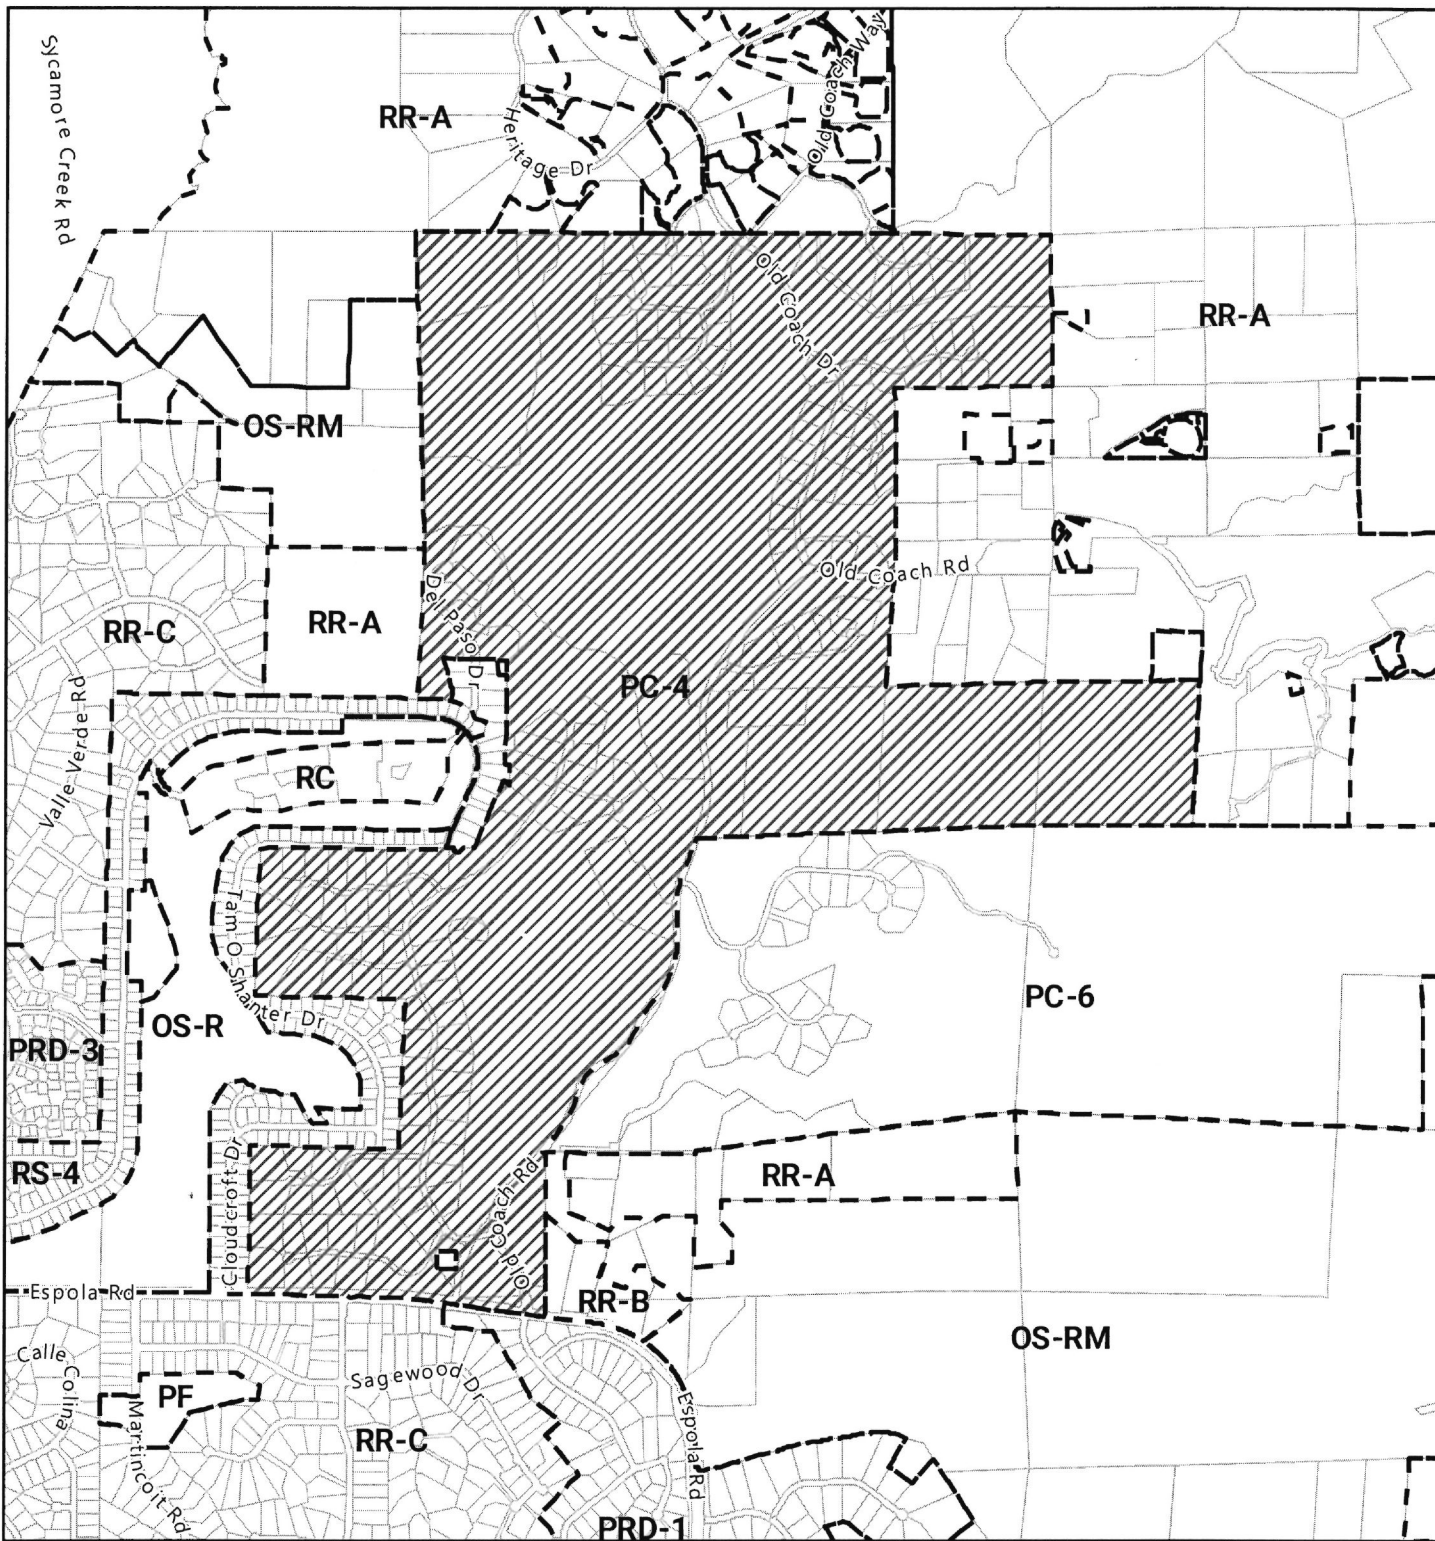 Sycamore Creek Rd
RR-A
Heritage Dr
Old Coach Way
Old Coach Dr
RR-A
OS-RM
Old Coach Rd
Del Paso Dr
RR-C
RR-A
PC-4
Valle Verde Rd
RC
Tam O Shanter Dr
OS-R
PC-6
PRD-3
RS-4
Cloudcroft Dr
Old Coach Rd
RR-A
Espola Rd
RR-B
OS-RM
Calle Colina
PF
Martincoit Rd
Sagewood Dr
RR-C
Espola Rd
PRD-1